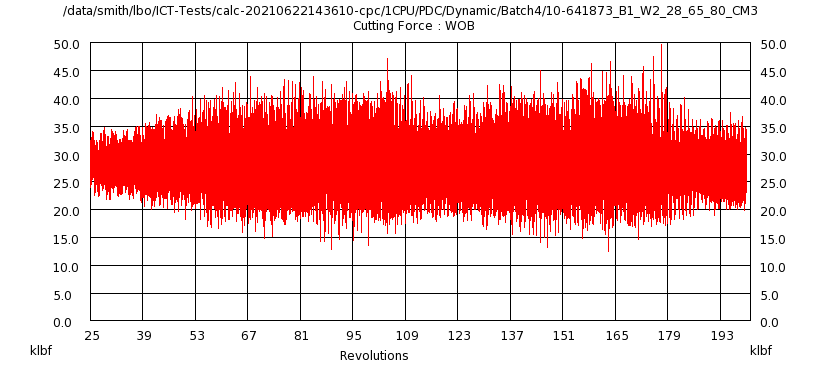 /data/smith/lbo/ICT-Tests/calc-20210622143610-cpc/1CPU/PDC/Dynamic/Batch4/10-641873_B1_W2_28_65_80_CM3
Cutting Force : WOB
50.0 50.0
45.0 45.0
40.0 40.0
35.0 35.0
30.0 30.0
25.0 25.0
20.0 20.0
15.0 15.0
10.0 10.0
5.0 5.0
0.0 0.0
25 39 53 67 81 95 109 123 137 151 165 179 193
klbf klbf
Revolutions